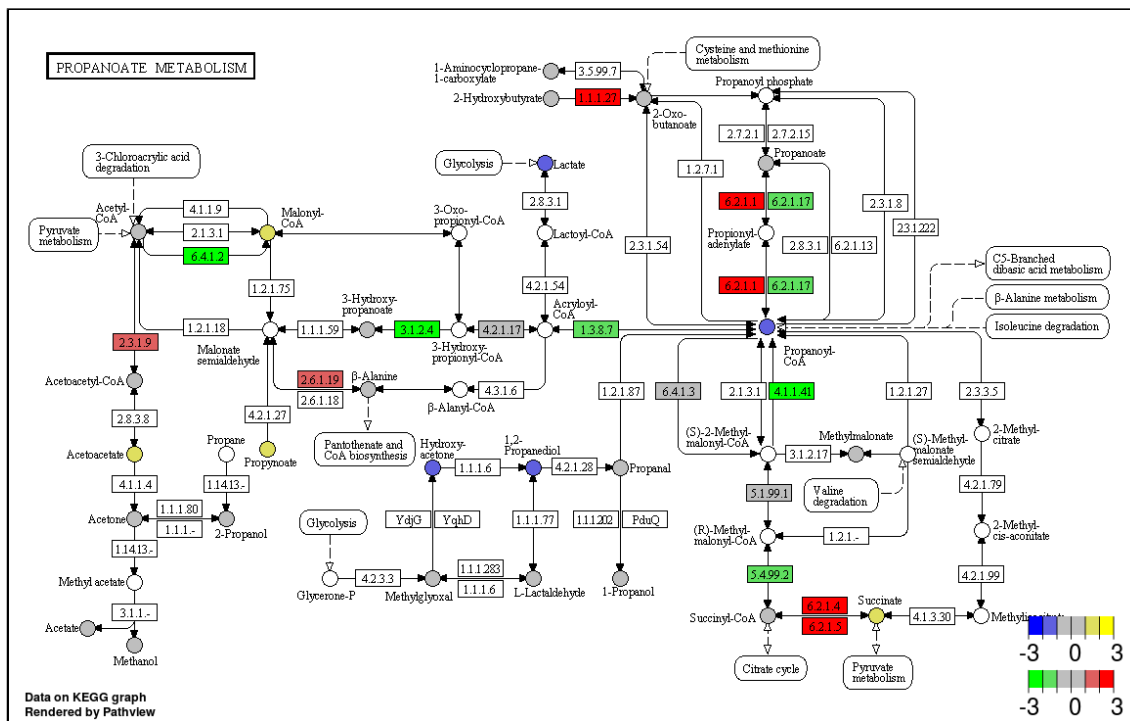 PROPANOATE METABOLISM
Cysteine and methionine
metabolism
1-Aminocyclopropane-
1-carboxylate
3.5.99.7
Propanoyl phosphate
2-Hydroxybutyrate
1.1.1.27
2-Oxo-
butanoate
2.7.2.1
2.7.2.15
3-Chloroacrylic acid
degradation
Glycolysis
Lactate
Propanoate
1.2.7.1
Acetyl-
CoA
4.1.1.9
Malonyl-
CoA
2.8.3.1
6.2.1.1
6.2.1.17
2.3.1.8
3-Oxo-
propionyl-CoA
Pyruvate
metabolism
2.1.3.1
Lactoyl-CoA
Propionyl-
adenylate
2.3.1.222
2.3.1.54
2.8.3.1
6.2.1.13
6.4.1.2
C5-Branched
dibasic acid metabolism
1.2.1.75
4.2.1.54
6.2.1.1
6.2.1.17
β-Alanine metabolism
3-Hydroxy-
propanoate
Acryloyl-
CoA
Isoleucine degradation
1.2.1.18
1.1.1.59
3.1.2.4
4.2.1.17
1.3.8.7
2.3.1.9
Malonate
semialdehyde
3-Hydroxy-
propionyl-CoA
Propanoyl-
CoA
Acetoacetyl-CoA
2.6.1.19
2.6.1.18
β-Alanine
4.3.1.6
β-Alanyl-CoA
1.2.1.87
6.4.1.3
2.1.3.1
4.1.1.41
1.2.1.27
2.3.3.5
2.8.3.8
4.2.1.27
(S)-2-Methyl-
malonyl-CoA
2-Methyl-
citrate
Propane
Pantothenate and
CoA biosynthesis
Hydroxy-
acetone
1,2-
Propanediol
Methylmalonate
(S)-Methyl-
malonate
semialdehyde
Acetoacetate
Propynoate
1.1.1.6
4.2.1.28
Propanal
3.1.2.17
4.1.1.4
1.14.13.-
5.1.99.1
Valine
degradation
4.2.1.79
Acetone
1.1.1.80
1.1.1.-
2-Propanol
Glycolysis
YdjG
YqhD
1.1.1.77
1.1.1.202
PduQ
(R)-Methyl-
malonyl-CoA
1.2.1.-
2-Methyl-
cis-aconitate
1.14.13.-
Methyl acetate
4.2.3.3
1.1.1.283
1.1.1.6
5.4.99.2
4.2.1.99
Glycerone-P
Methylglyoxal
L-Lactaldehyde
1-Propanol
3.1.1.-
Succinyl-CoA
6.2.1.4
6.2.1.5
Succinate
4.1.3.30
Acetate
Methanol
Citrate cycle
Pyruvate
metabolism
-3 0 3
-3 0 3
Data on KEGG graph
Rendered by Pathview